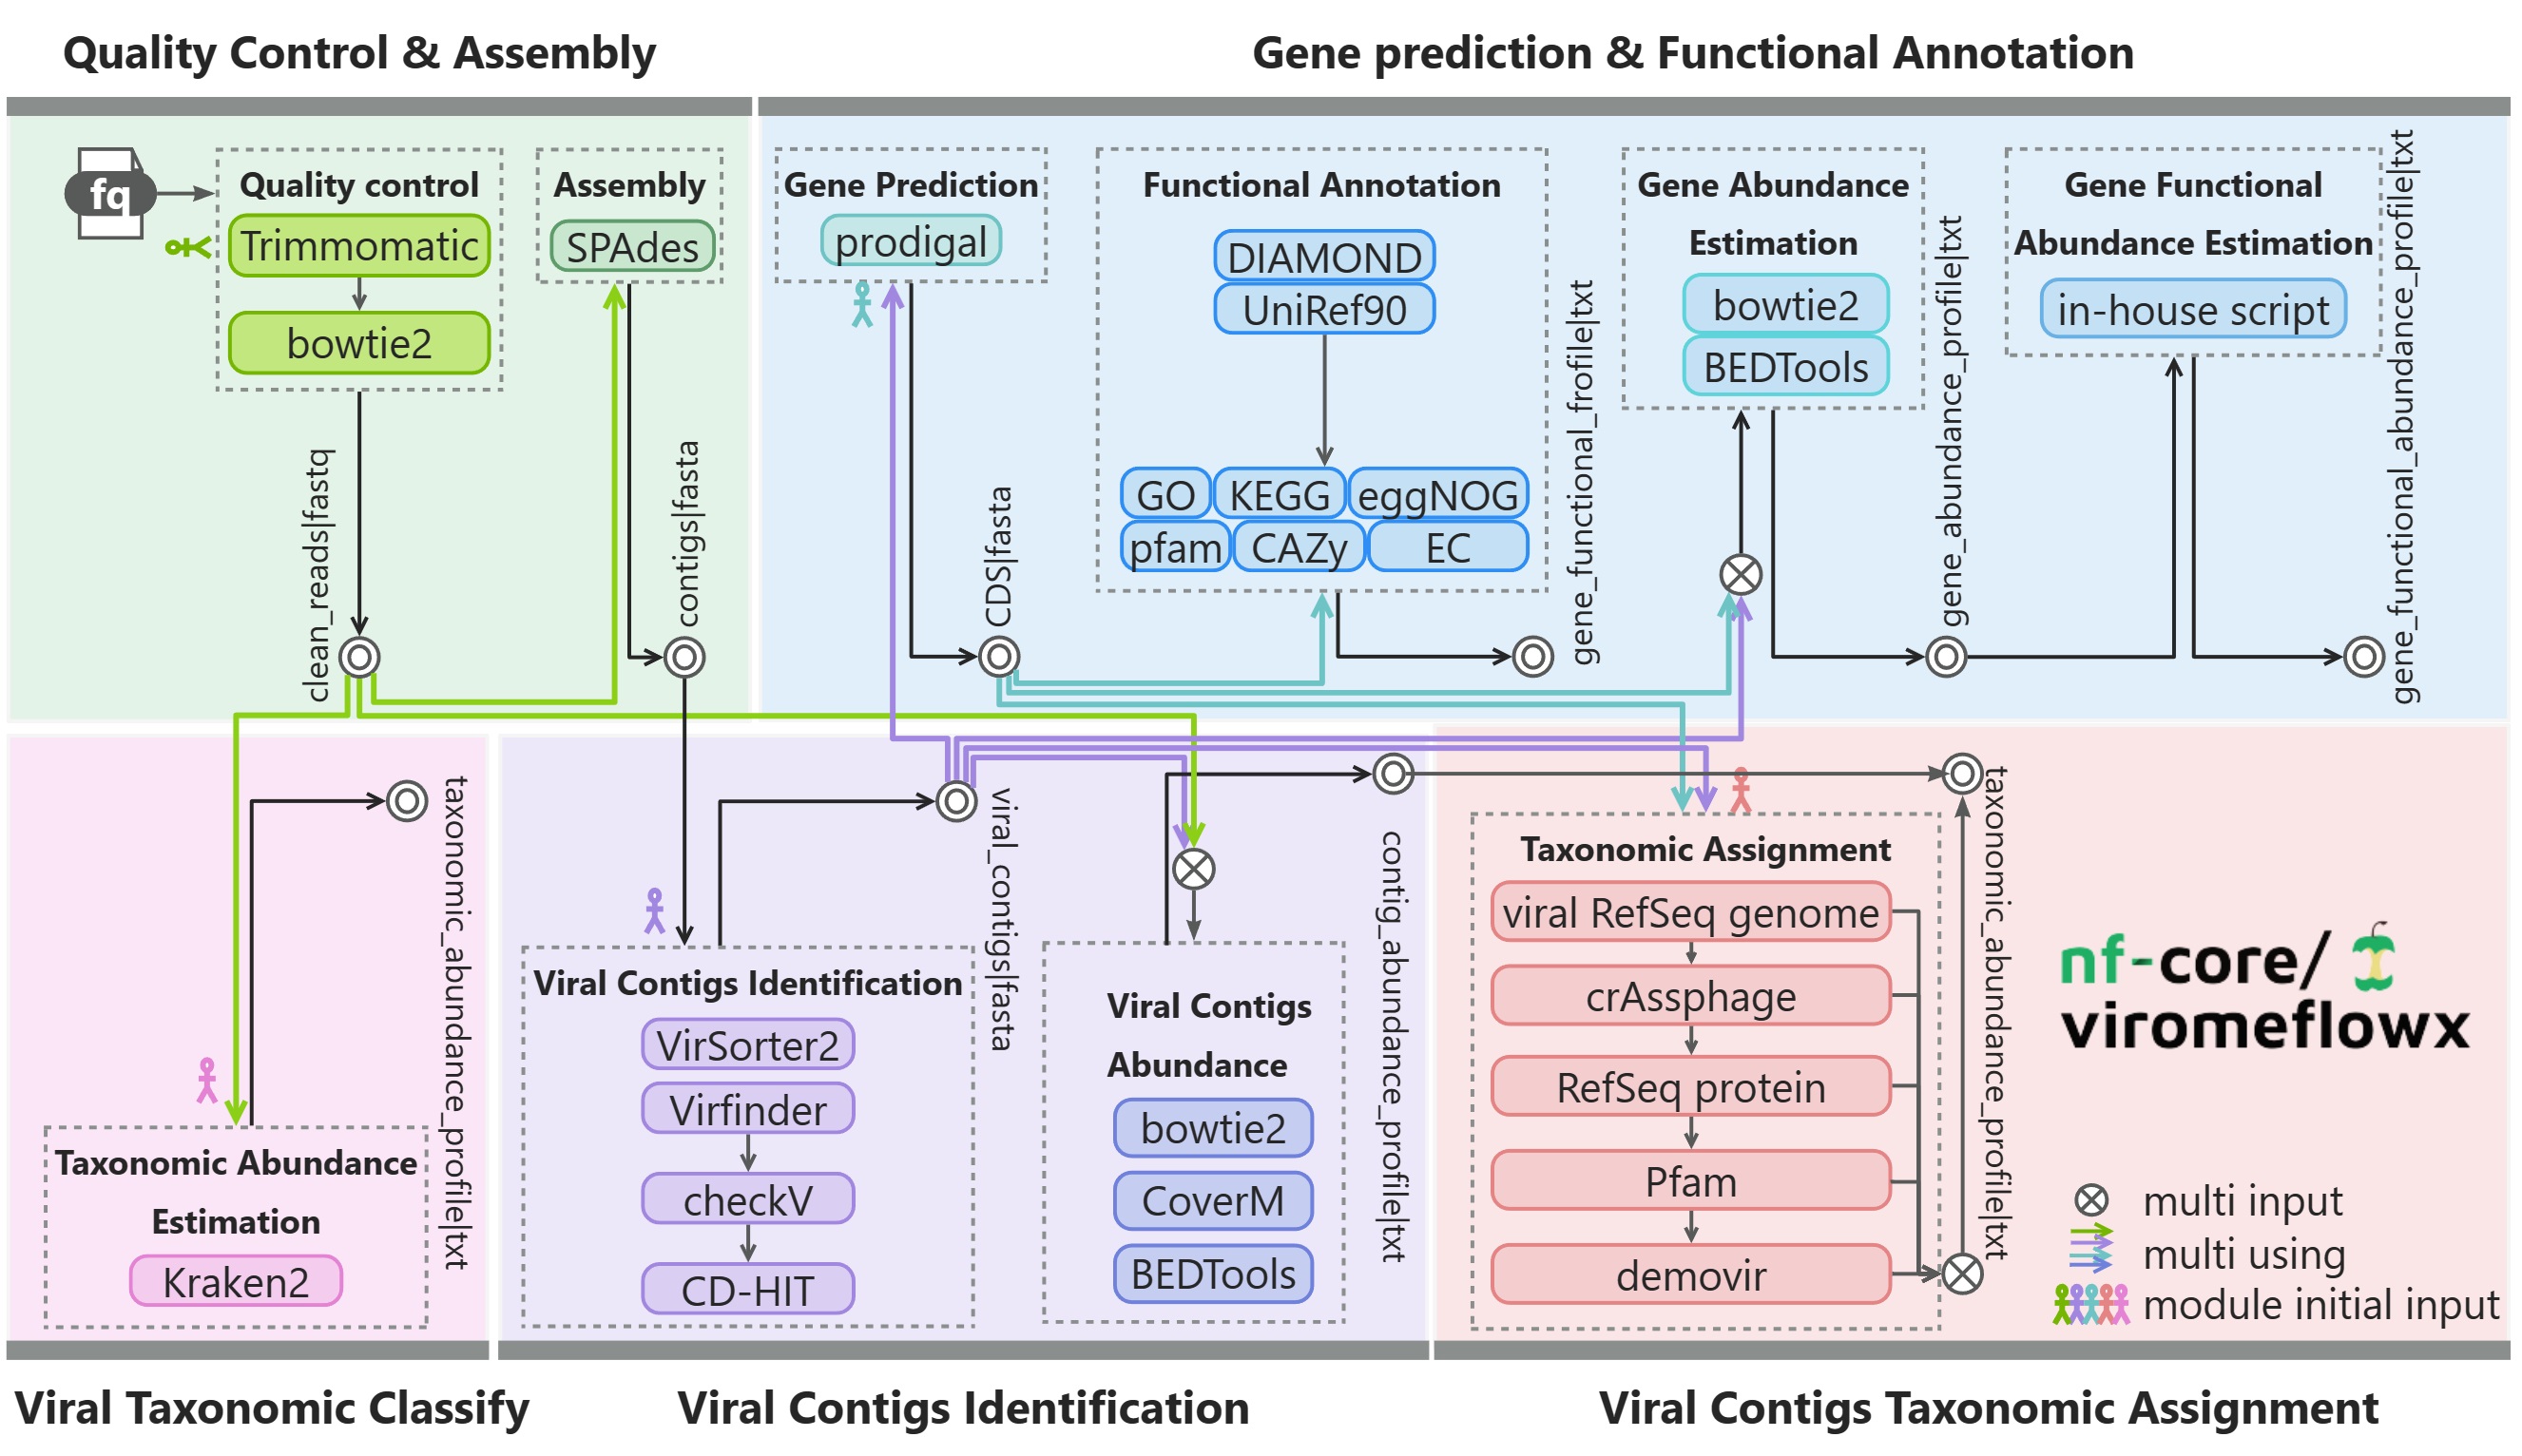 Quality Control & Assembly
Gene prediction & Functional Annotation
fq
Quality control
Trimmomatic
bowtie2
clean_reads|fastq
Assembly
SPAdes
contigs|fasta
Gene Prediction
prodigal
CDS|fasta
Functional Annotation
DIAMOND
UniRef90
GO KEGG eggNOG
pfam CAZy EC
gene_functional_frofile|txt
Gene Abundance
Estimation
bowtie2
BEDTools
gene_abundance_profile|txt
Gene Functional
Abundance Estimation
in-house script
gene_functional_abundance_profile|txt
taxonomic_abundance_profile|txt
Taxonomic Abundance
Estimation
Kraken2
viral_contigs|fasta
Viral Contigs Identification
VirSorter2
Virfinder
checkV
CD-HIT
Viral Contigs
Abundance
bowtie2
CoverM
BEDTools
contig_abundance_profile|txt
Taxonomic Assignment
viral RefSeq genome
crAssphage
RefSeq protein
Pfam
demovir
taxonomic_abundance_profile|txt
nf-core/
viromeflowx
multi input
multi using
module initial input
Viral Taxonomic Classify
Viral Contigs Identification
Viral Contigs Taxonomic Assignment